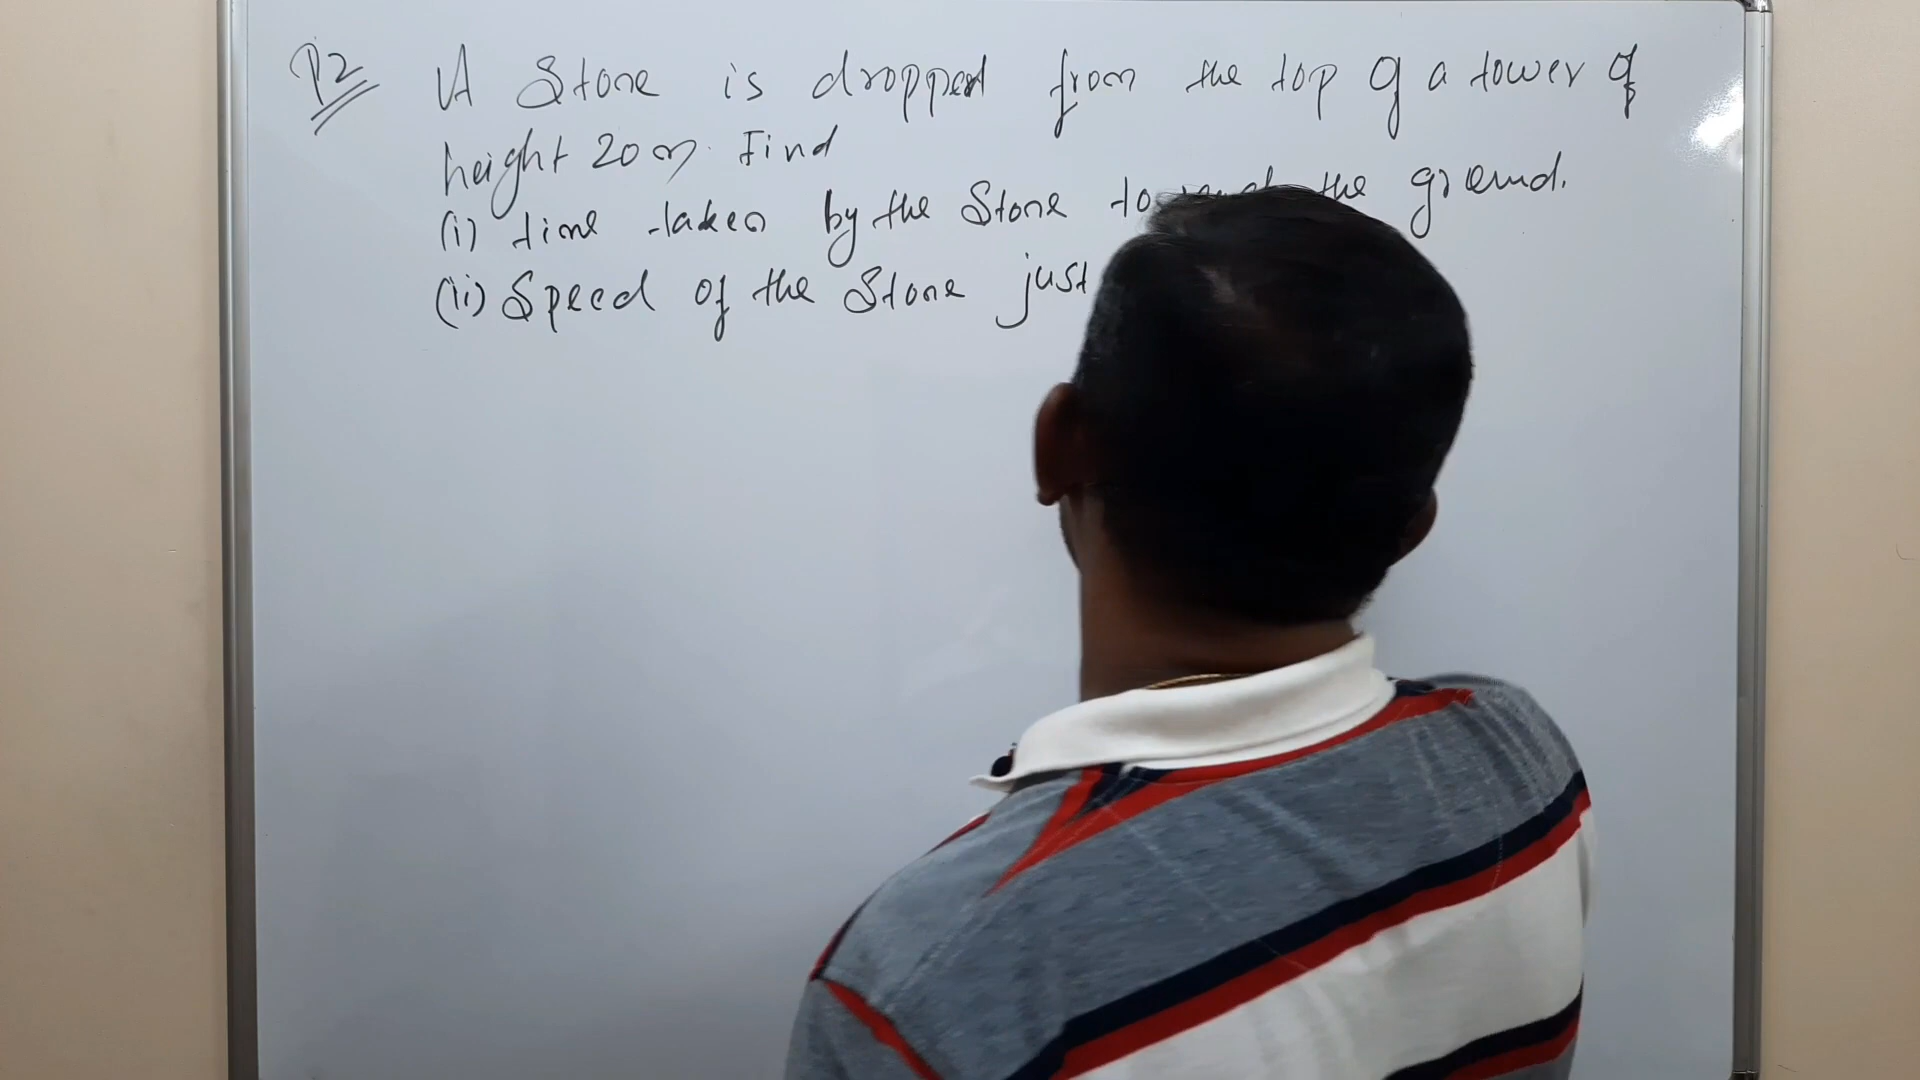 P2 A Stone is dropped from the top of a tower of
height 20m. Find
(i) time taken by the Stone to the ground.
(ii) Speed of the Stone just